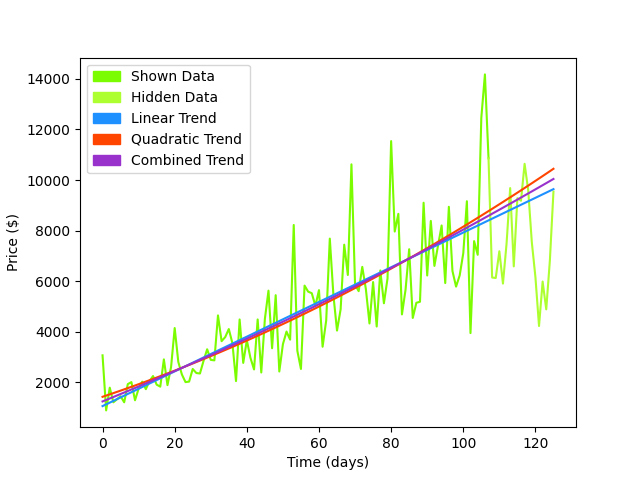 Shown Data
Hidden Data
Linear Trend
Quadratic Trend
Combined Trend
14000
12000
10000
8000
6000
4000
2000
Price ($)
0 20 40 60 80 100 120
Time (days)